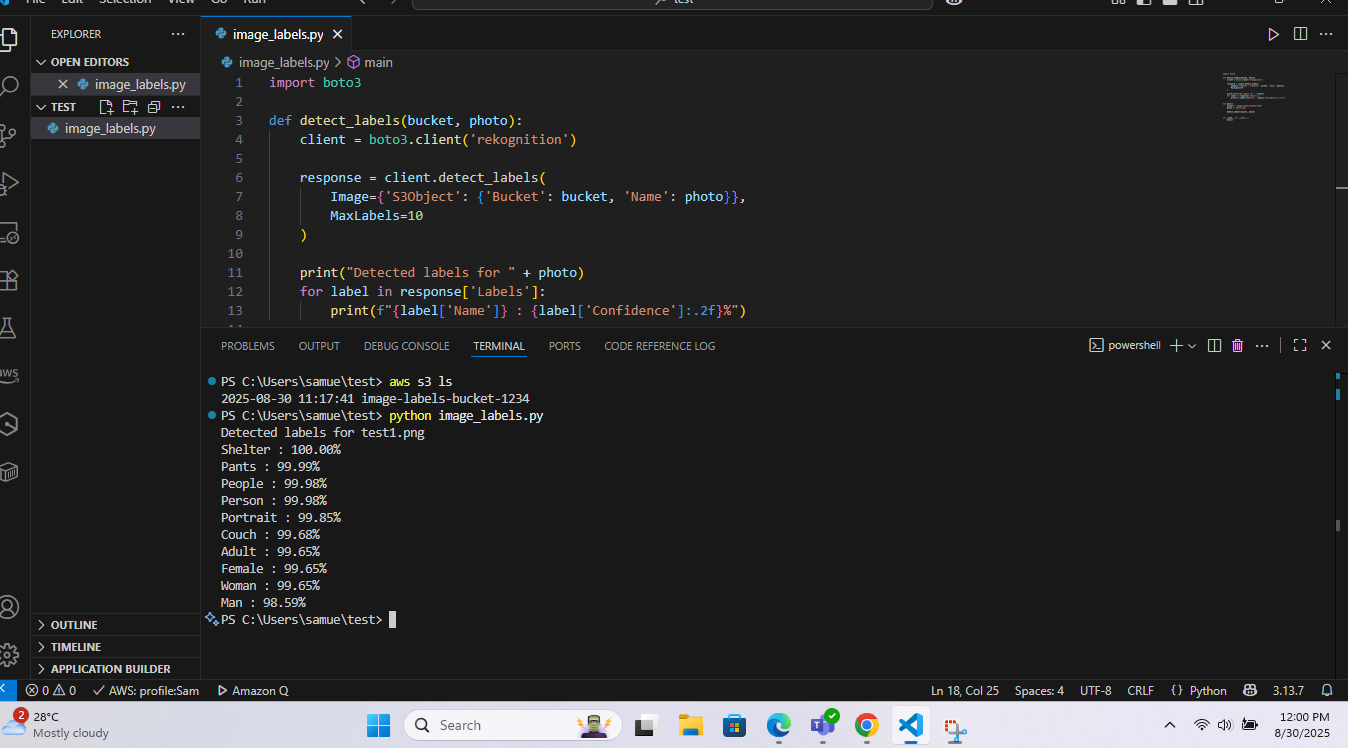 File Edit Selection View Go Run
test
EXPLORER
OPEN EDITORS
image_labels.py
TEST
image_labels.py
OUTLINE
TIMELINE
APPLICATION BUILDER
aws
image_labels.py
image_labels.py > main
1 import boto3
2
3 def detect_labels(bucket, photo):
4 client = boto3.client('rekognition')
5
6 response = client.detect_labels(
7 Image={'S3Object': {'Bucket': bucket, 'Name': photo}},
8 MaxLabels=10
9 )
10
11 print("Detected labels for " + photo)
12 for label in response['Labels']:
13 print(f"{label['Name']} : {label['Confidence']:.2f}%")
PROBLEMS OUTPUT DEBUG CONSOLE TERMINAL PORTS CODE REFERENCE LOG
powershell
PS C:\Users\samue\test> aws s3 ls
2025-08-30 11:17:41 image-labels-bucket-1234
PS C:\Users\samue\test> python image_labels.py
Detected labels for test1.png
Shelter : 100.00%
Pants : 99.99%
People : 99.98%
Person : 99.98%
Portrait : 99.85%
Couch : 99.68%
Adult : 99.65%
Female : 99.65%
Woman : 99.65%
Man : 98.59%
PS C:\Users\samue\test>
0 0 AWS: profile:Sam Amazon Q Ln 18, Col 25 Spaces: 4 UTF-8 CRLF {} Python 3.13.7
2
28°C
Mostly cloudy
Search
12:00 PM
8/30/2025